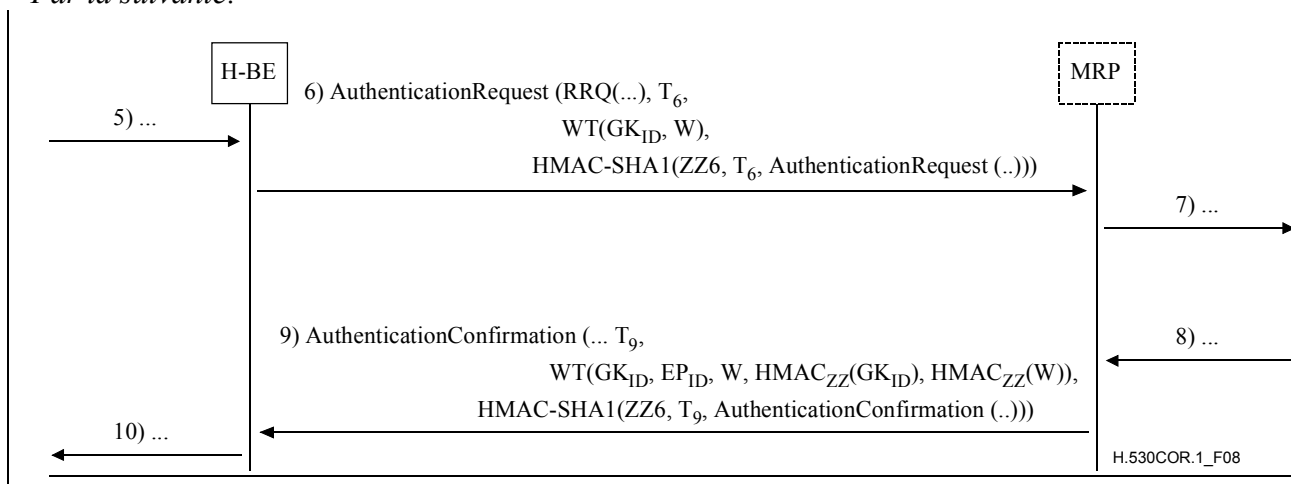 Par la suivante:
H-BE
MRP
6) AuthenticationRequest (RRQ(...), T6,
5) ...
WT(GKID, W),
HMAC-SHA1(ZZ6, T6, AuthenticationRequest (..)))
7) ...
9) AuthenticationConfirmation (... T9,
8) ...
WT(GKID, EPID, W, HMACZZ(GKID), HMACZZ(W)),
HMAC-SHA1(ZZ6, T9, AuthenticationConfirmation (..)))
10) ...
H.530COR.1_F08